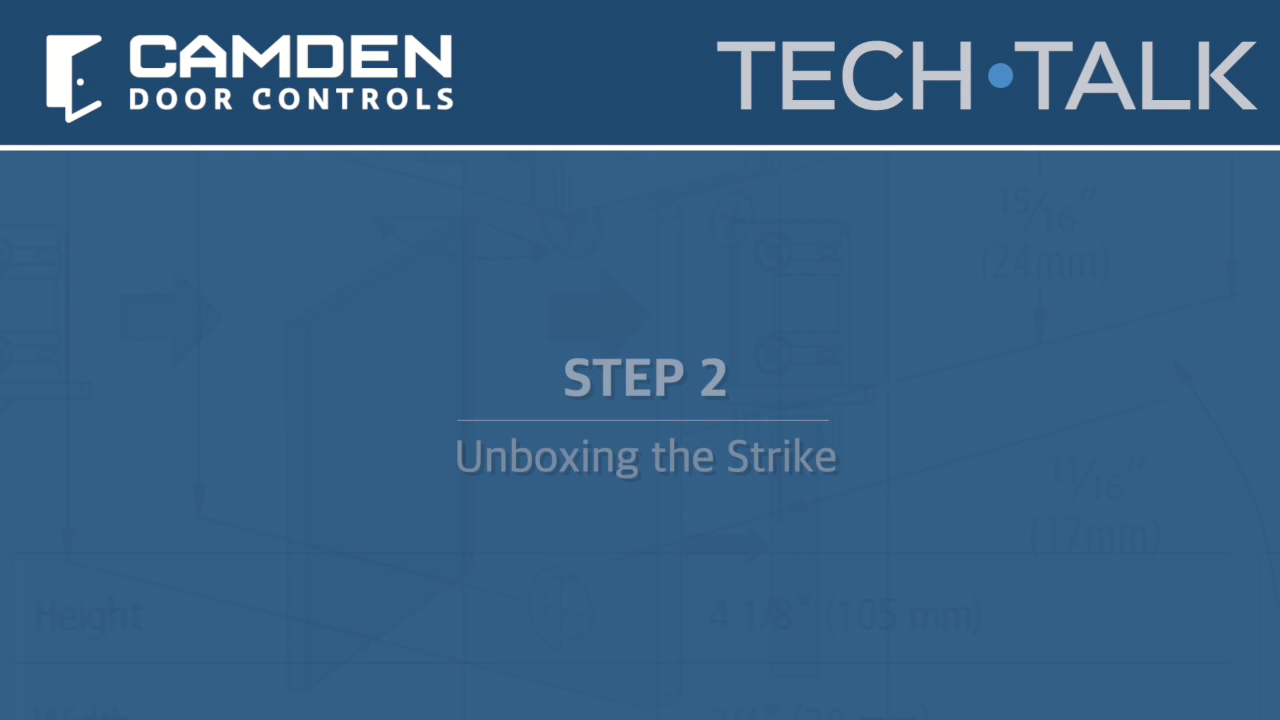 CAMDEN
DOOR CONTROLS
TECH•TALK
15/16"
(24mm)
STEP 2
Unboxing the Strike
11/16"
(17mm)
Height 4 1/8" (105 mm)